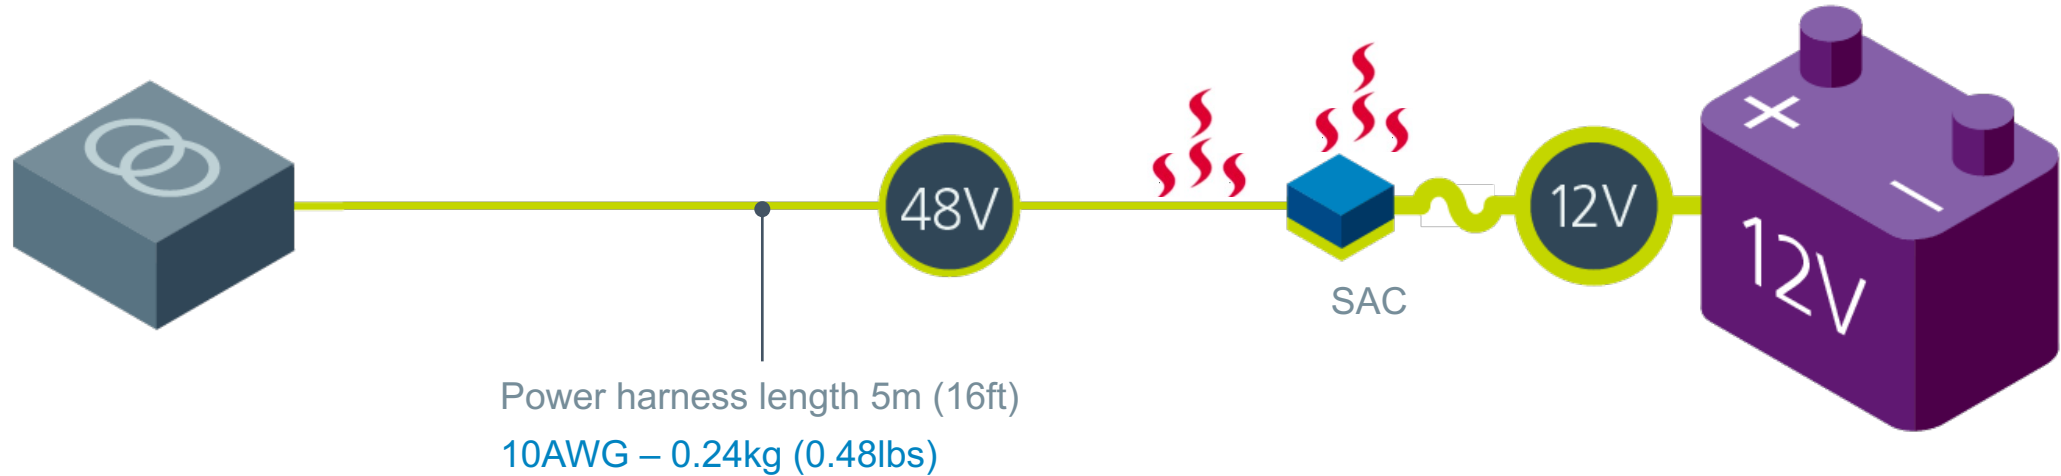 48V
12V
+
12V
−
SAC
Power harness length 5m (16ft)
10AWG – 0.24kg (0.48lbs)